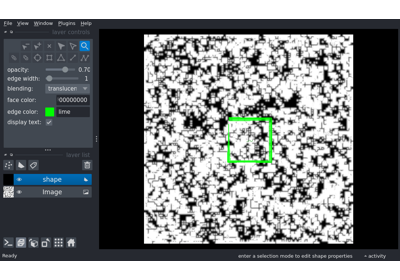 File View Window Plugins Help
layer controls
opacity: 0.70
edge width: 1
blending: translucen
face color: 00000000
edge color: lime
display text:
layer list
shape
Image
Ready
enter a selection mode to edit shape properties
activity